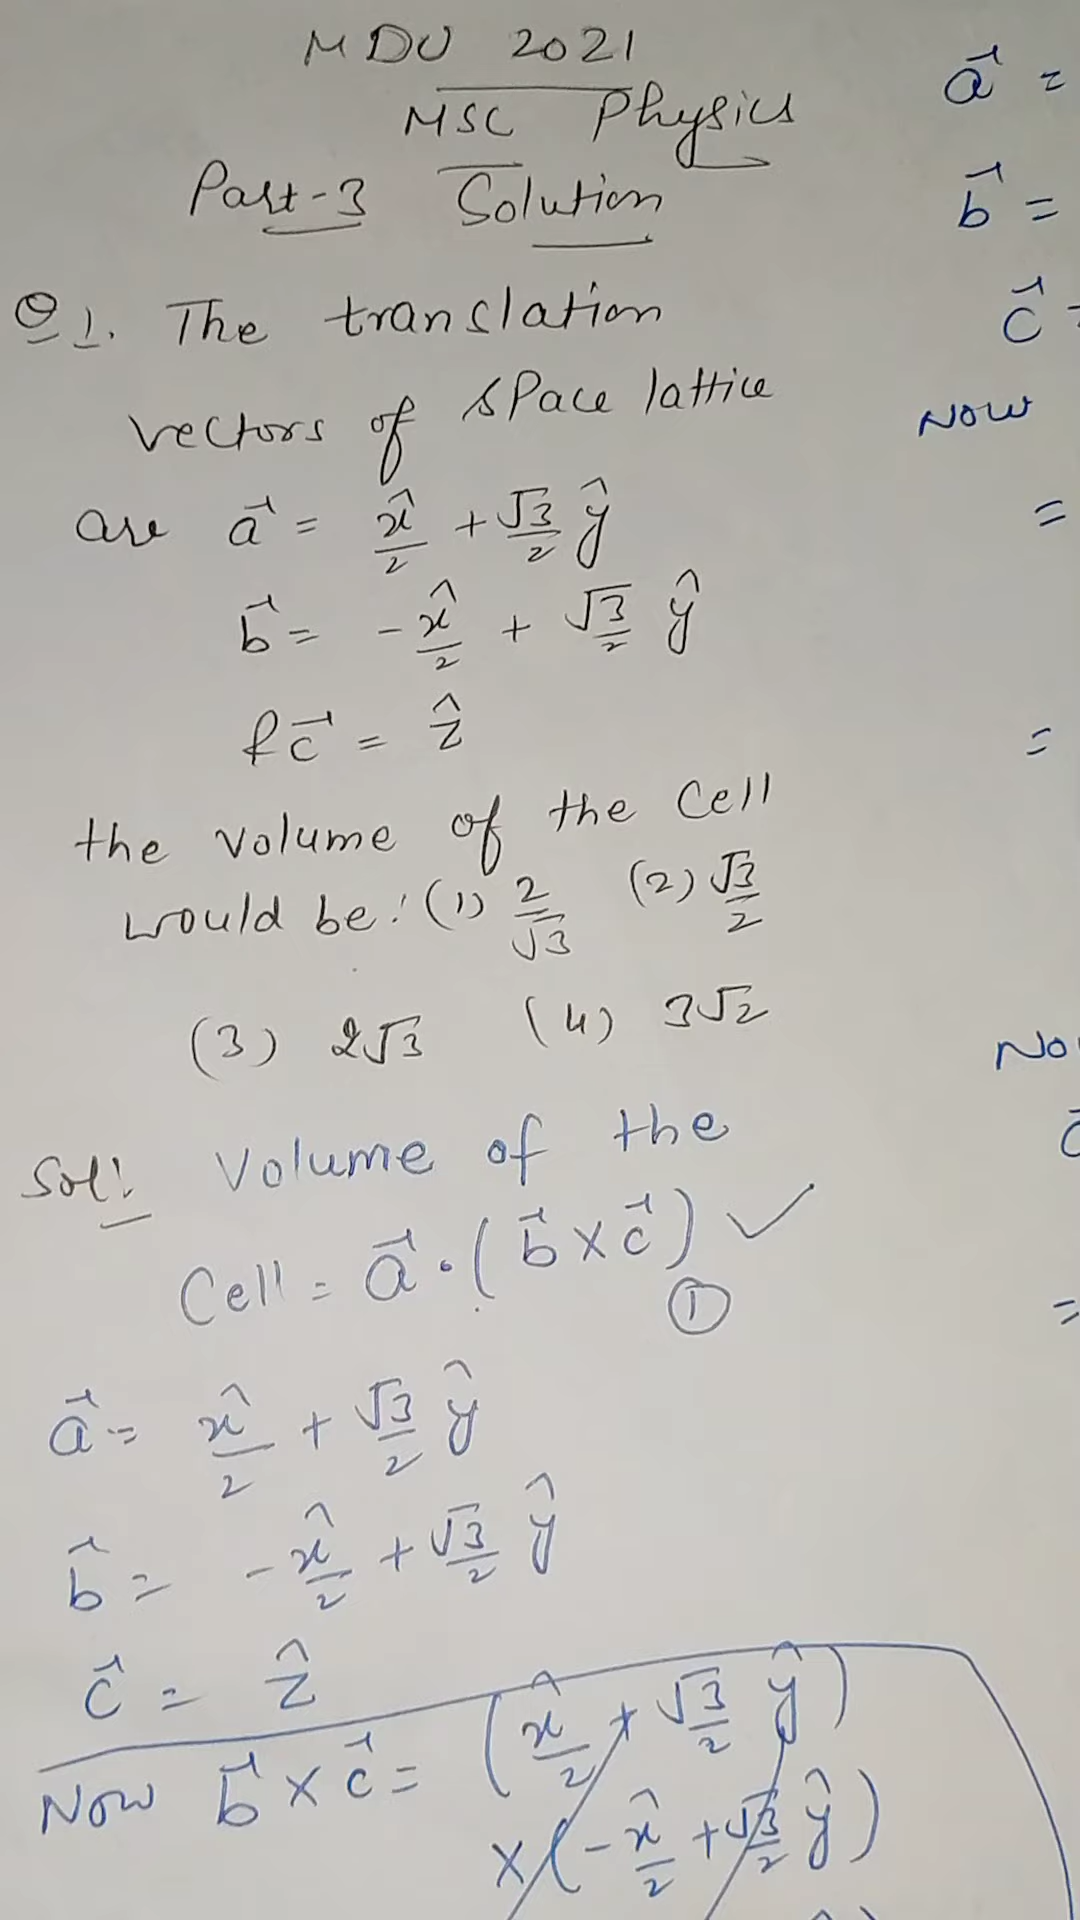 MDU 2021
MSC Physics
Part-3 Solution
Q1. The translation
vectors of space lattice
are a⃗ = x̂/2 + √3/2 ŷ
b⃗ = -x̂/2 + √3/2 ŷ
& c⃗ = ẑ
the volume of the cell
would be: (1) 2/√3 (2) √3/2
(3) 2√3 (4) 3√2
Sol: Volume of the
Cell = a⃗ · (b⃗ × c⃗) ✓
①
a⃗ = x̂/2 + √3/2 ŷ
b⃗ = -x̂/2 + √3/2 ŷ
c⃗ = ẑ
Now b⃗ × c⃗ = (x̂/2 + √3/2 ŷ)
× (-x̂/2 + √3/2 ŷ)
a⃗ =
b⃗ =
c⃗
Now
=
=
=